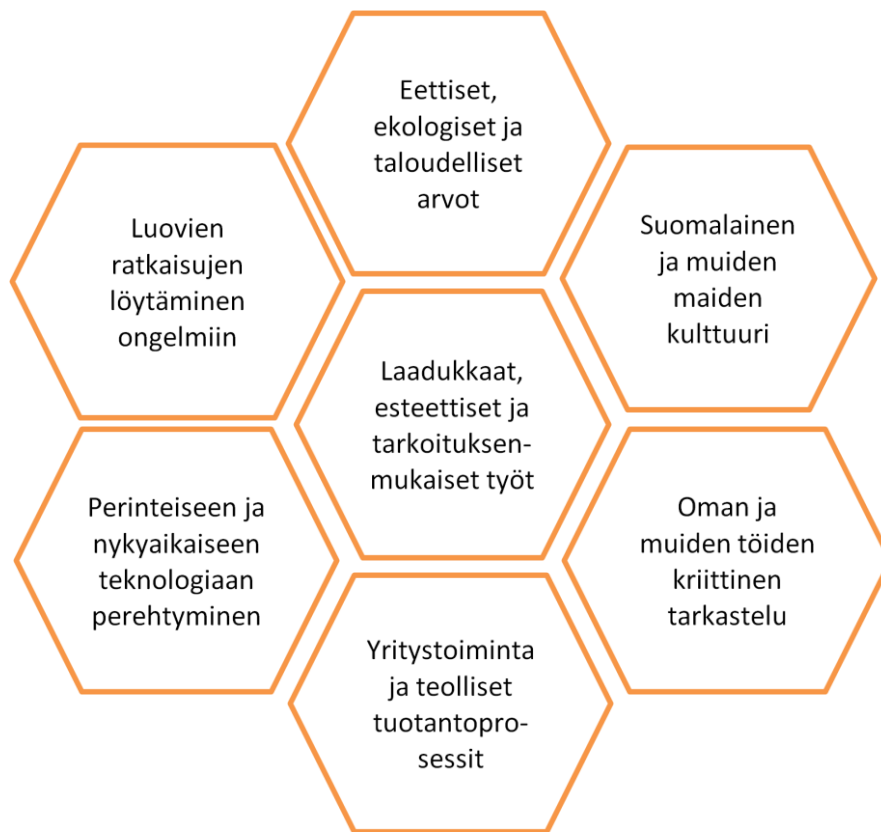 Eettiset,
ekologiset ja
taloudelliset
arvot
Luovien
ratkaisujen
löytäminen
ongelmiin
Suomalainen
ja muiden
maiden
kulttuuri
Laadukkaat,
esteettiset ja
tarkoituksen-
mukaiset työt
Perinteiseen ja
nykyaikaiseen
teknologiaan
perehtyminen
Oman ja
muiden töiden
kriittinen
tarkastelu
Yritystoiminta
ja teolliset
tuotantopro-
sessit